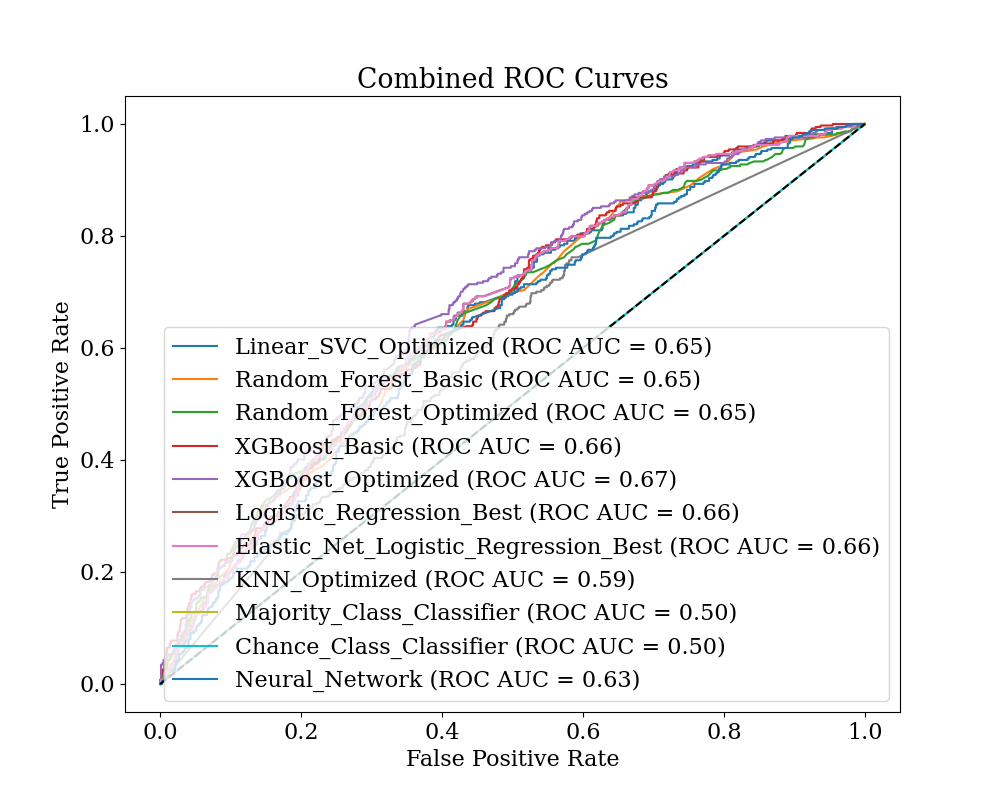 Combined ROC Curves
True Positive Rate
1.0
0.8
0.6
0.4
0.2
0.0
Linear_SVC_Optimized (ROC AUC = 0.65)
Random_Forest_Basic (ROC AUC = 0.65)
Random_Forest_Optimized (ROC AUC = 0.65)
XGBoost_Basic (ROC AUC = 0.66)
XGBoost_Optimized (ROC AUC = 0.67)
Logistic_Regression_Best (ROC AUC = 0.66)
Elastic_Net_Logistic_Regression_Best (ROC AUC = 0.66)
KNN_Optimized (ROC AUC = 0.59)
Majority_Class_Classifier (ROC AUC = 0.50)
Chance_Class_Classifier (ROC AUC = 0.50)
Neural_Network (ROC AUC = 0.63)
0.0 0.2 0.4 0.6 0.8 1.0
False Positive Rate